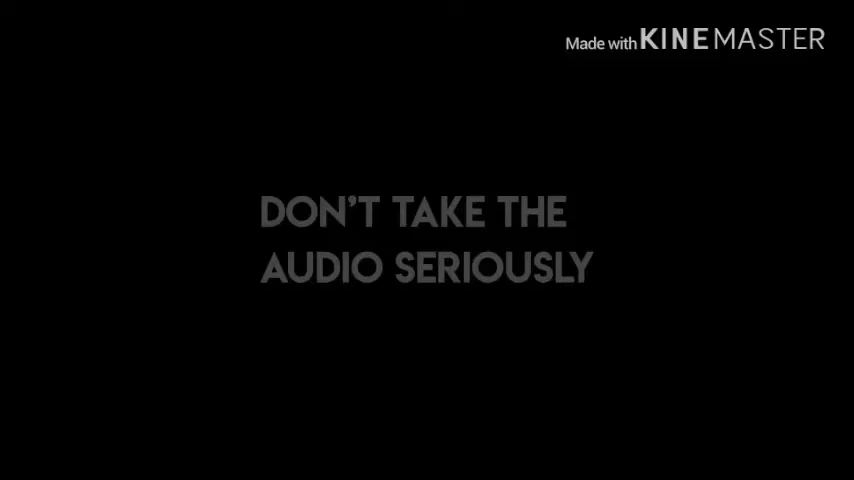 Made with KINEMASTER
DON'T TAKE THE
AUDIO SERIOUSLY